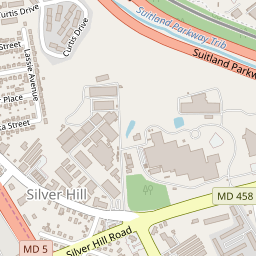 Curtis Drive
Suitland Parkway Trib
Suitland Parkw
Street
Lassie Avenue
Curtis Drive
Place
Street
Silver Hill
MD 458
MD 5
Silver Hill Road